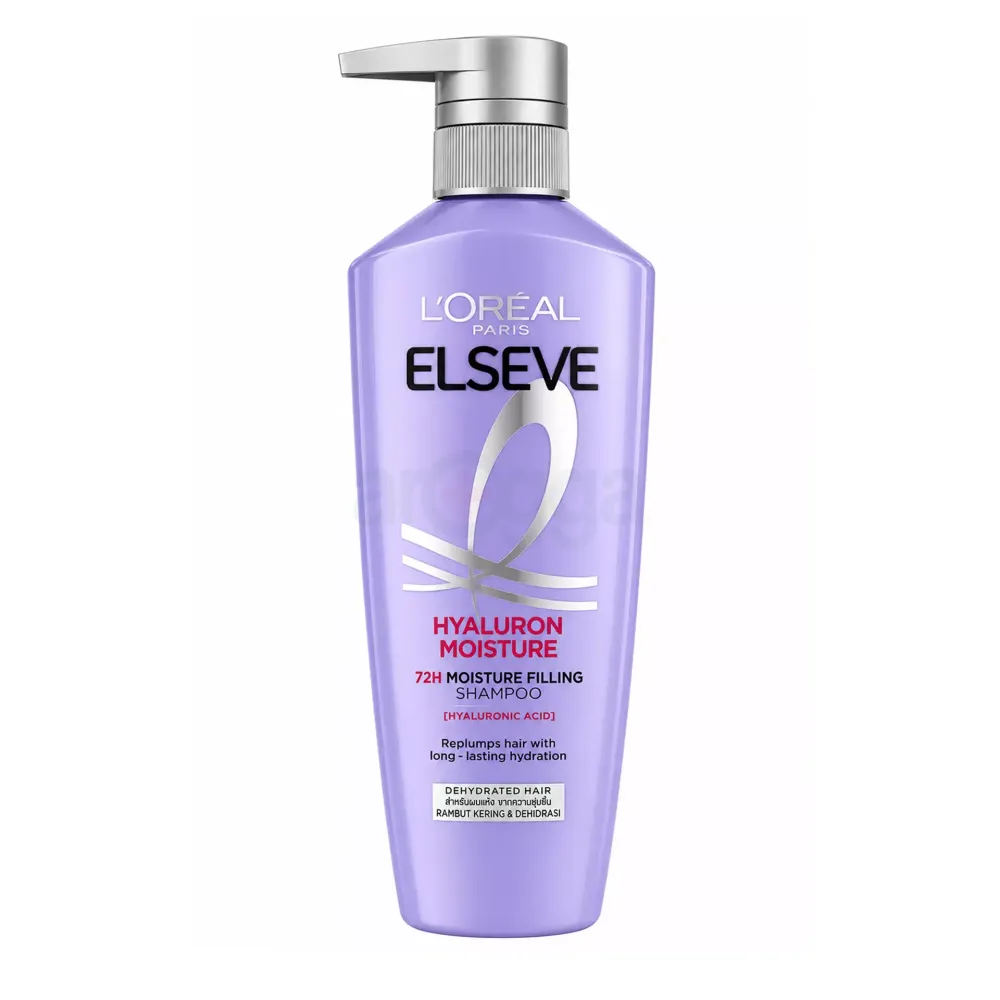 L'ORÉAL
PARIS
ELSEVE
HYALURON
MOISTURE
72H MOISTURE FILLING
SHAMPOO
[HYALURONIC ACID]
Replumps hair with
long - lasting hydration
DEHYDRATED HAIR
สำหรับผมแห้ง ขาดความชุ่มชื้น
RAMBUT KERING & DEHIDRASI